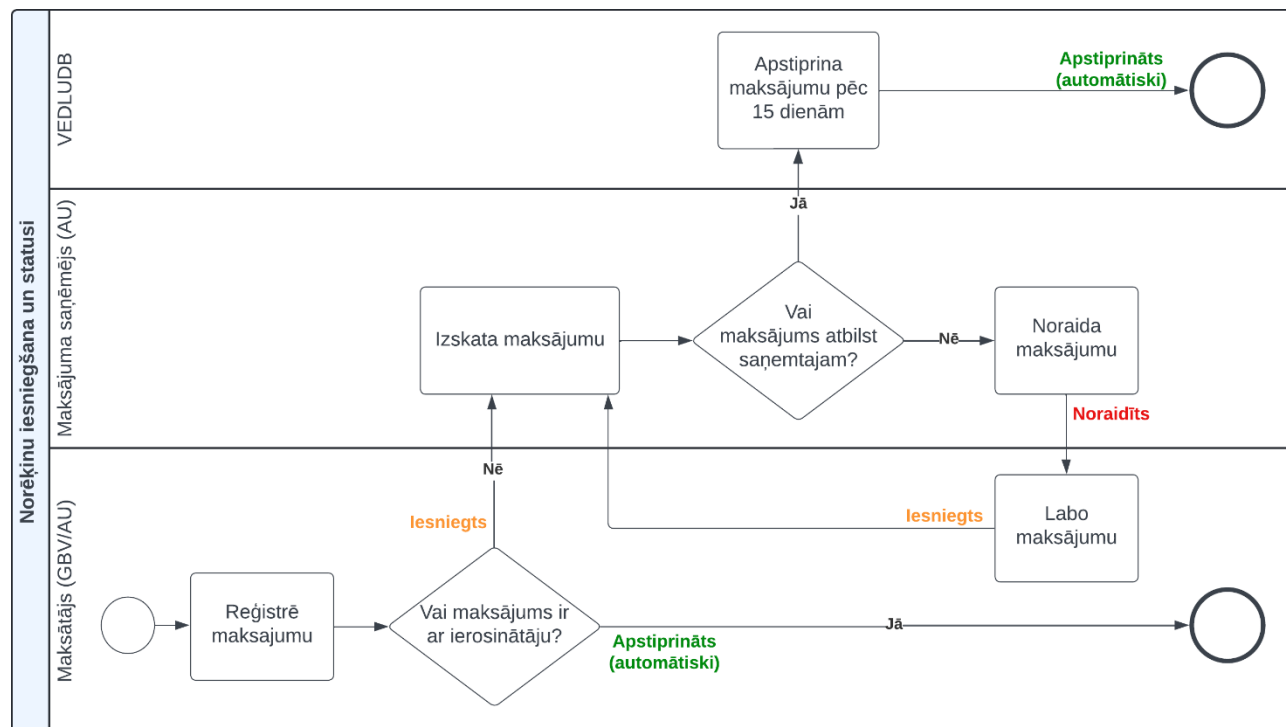 Norēķinu iesniegšana un statusi
VEDLUDB
Apstiprina
maksājumu pēc
15 dienām
Apstiprināts
(automātiski)
Maksājuma saņēmējs (AU)
Jā
Izskata maksājumu
Vai
maksājums atbilst
saņemtajam?
Nē
Noraida
maksājumu
Noraidīts
Maksātājs (GBV/AU)
Nē
Iesniegts
Iesniegts
Labo
maksājumu
Reģistrē
maksajumu
Vai maksājums ir
ar ierosinātāju?
Jā
Apstiprināts
(automātiski)